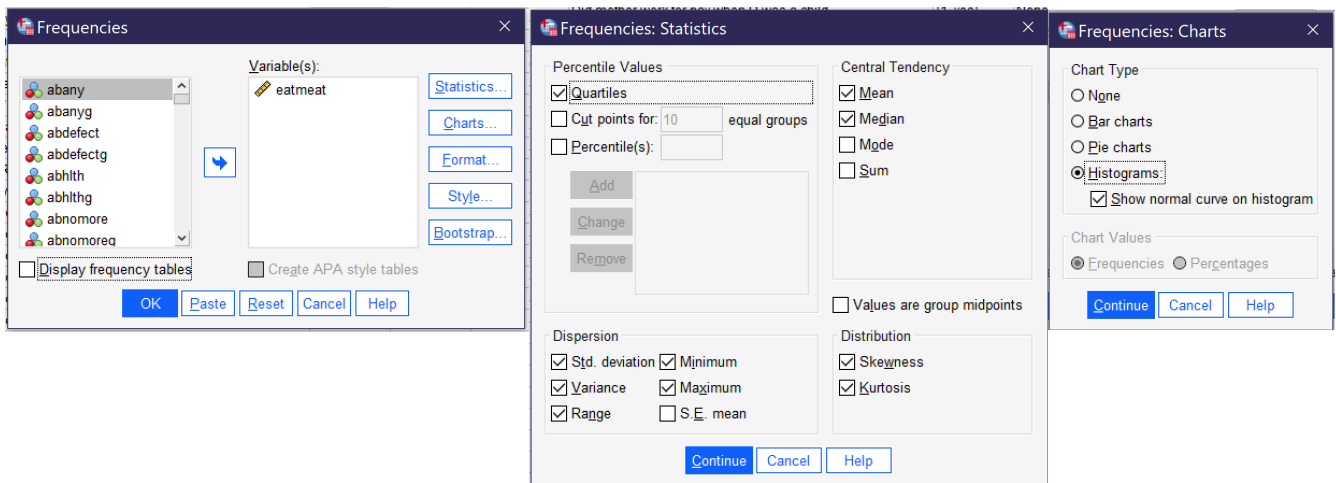 Frequencies
Variable(s):
abany
abanyg
abdefect
abdefectg
abhlth
abhlthg
abnomore
abnomoreg
eatmeat
Statistics...
Charts...
Format...
Style...
Bootstrap...
Display frequency tables
Create APA style tables
OK Paste Reset Cancel Help
Frequencies: Statistics
Percentile Values
Quartiles
Cut points for: 10 equal groups
Percentile(s):
Add
Change
Remove
Central Tendency
Mean
Median
Mode
Sum
Values are group midpoints
Dispersion
Std. deviation Minimum
Variance Maximum
Range S.E. mean
Distribution
Skewness
Kurtosis
Continue Cancel Help
Frequencies: Charts
Chart Type
None
Bar charts
Pie charts
Histograms:
Show normal curve on histogram
Chart Values
Frequencies Percentages
Continue Cancel Help